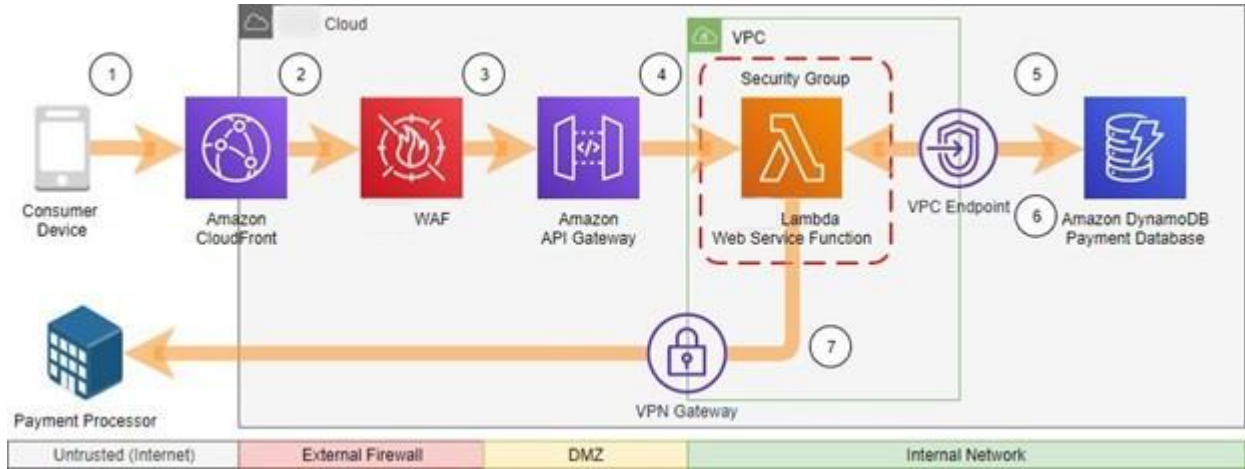 Cloud
VPC
1
2
3
4
5
Security Group
Consumer
Device
Amazon
CloudFront
WAF
Amazon
API Gateway
Lambda
Web Service Function
VPC Endpoint
6
Amazon DynamoDB
Payment Database
7
Payment Processor
VPN Gateway
Untrusted (Internet)
External Firewall
DMZ
Internal Network